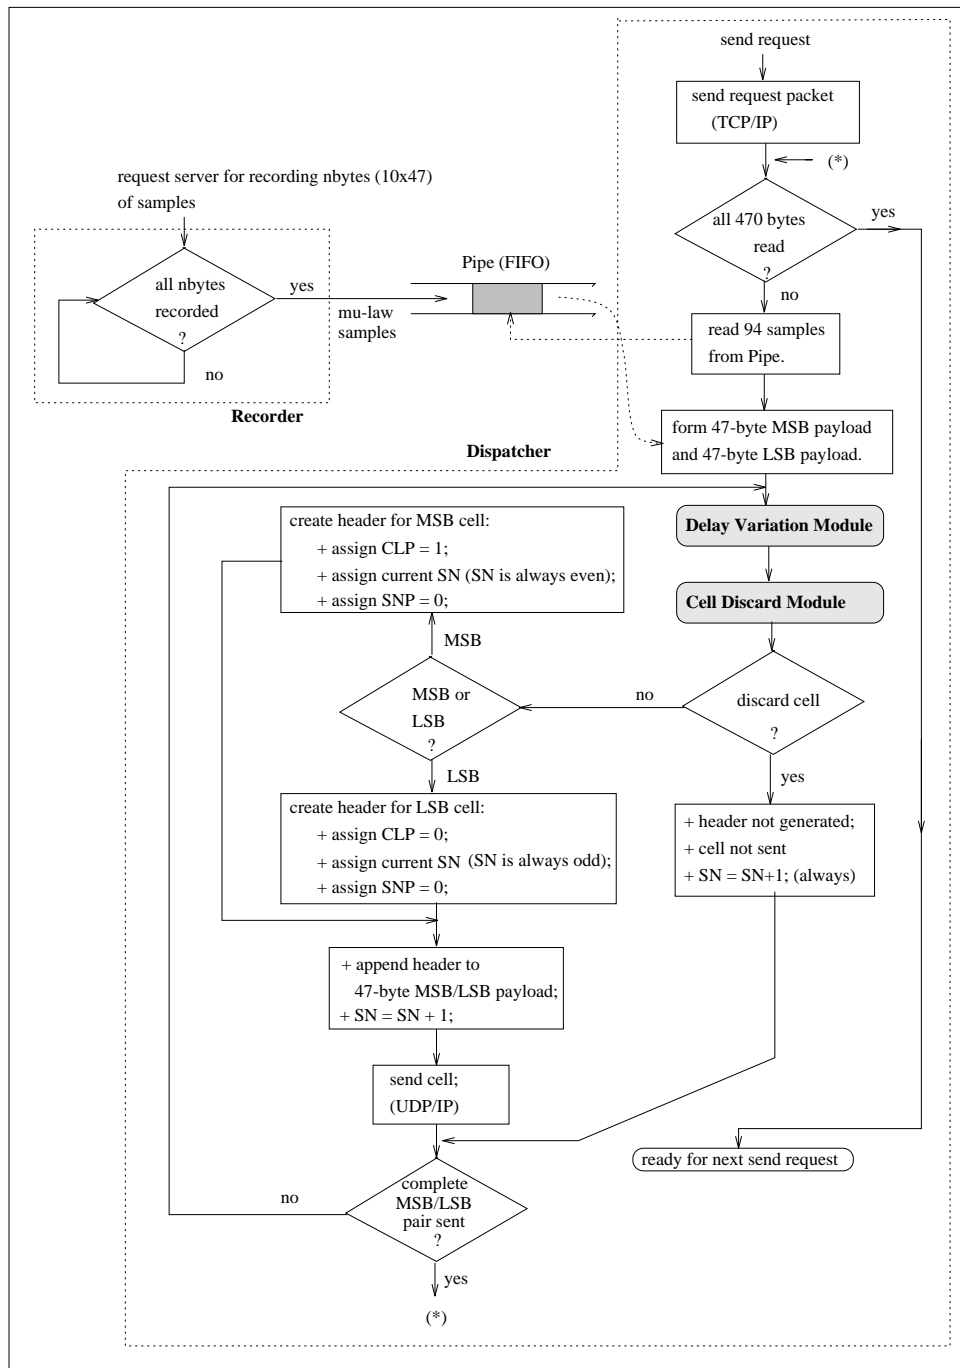 send request
send request packet
(TCP/IP)
(*)
request server for recording nbytes (10x47)
of samples
all 470 bytes
read
?
yes
no
all nbytes
recorded
?
yes
no
mu-law
samples
Pipe (FIFO)
read 94 samples
from Pipe.
Recorder
Dispatcher
form 47-byte MSB payload
and 47-byte LSB payload.
Delay Variation Module
Cell Discard Module
create header for MSB cell:
+ assign CLP = 1;
+ assign current SN (SN is always even);
+ assign SNP = 0;
MSB
MSB or
LSB
?
no
discard cell
?
LSB
yes
create header for LSB cell:
+ assign CLP = 0;
+ assign current SN (SN is always odd);
+ assign SNP = 0;
+ header not generated;
+ cell not sent
+ SN = SN+1; (always)
+ append header to
47-byte MSB/LSB payload;
+ SN = SN + 1;
send cell;
(UDP/IP)
ready for next send request
complete
MSB/LSB
pair sent
?
no
yes
(*)